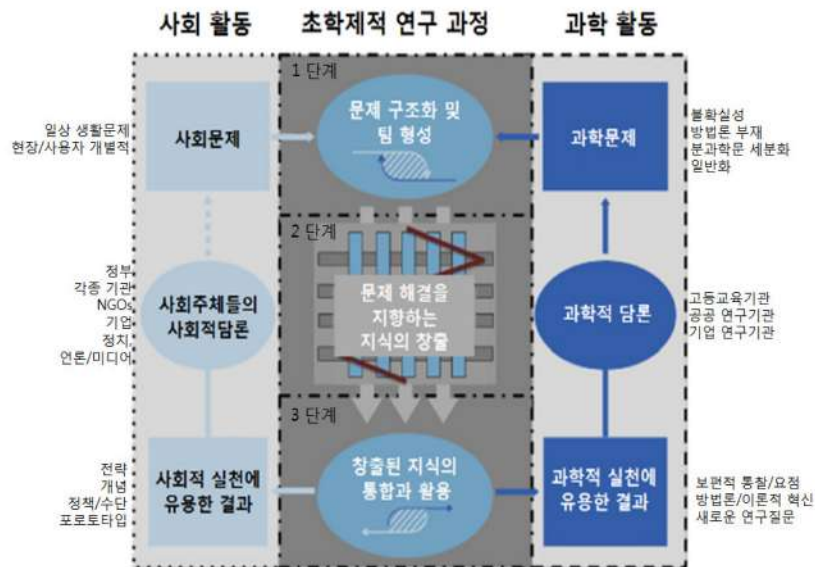 사회 활동
초학제적 연구 과정
과학 활동
1 단계
일상 생활문제
현장/사용자 개별적
사회문제
문제 구조화 및
팀 형성
과학문제
불확실성
방법론 부재
분과학문 세분화
일반화
2 단계
정부
각종 기관
NGOs
기업
정치,
언론/미디어
사회주체들의
사회적담론
문제 해결을
지향하는
지식의 창출
과학적 담론
고등교육기관
공공 연구기관
기업 연구기관
3 단계
전략
개념
정책/수단
포로토타입
사회적 실천에
유용한 결과
창출된 지식의
통합과 활용
과학적 실천에
유용한 결과
보편적 통찰/요점
방법론/이론적 혁신
새로운 연구질문